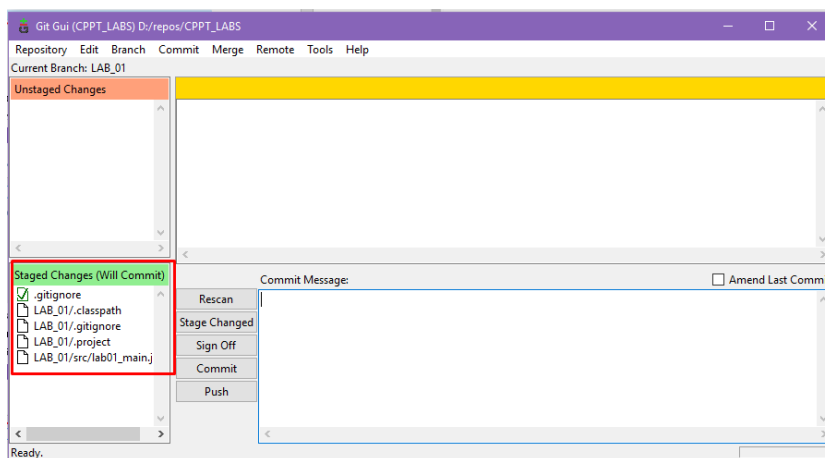 Git Gui (CPPT_LABS) D:/repos/CPPT_LABS
Repository Edit Branch Commit Merge Remote Tools Help
Current Branch: LAB_01
Unstaged Changes
Staged Changes (Will Commit)
.gitignore
LAB_01/.classpath
LAB_01/.gitignore
LAB_01/.project
LAB_01/src/lab01_main.j
Commit Message:
Amend Last Comm
Rescan
Stage Changed
Sign Off
Commit
Push
Ready.